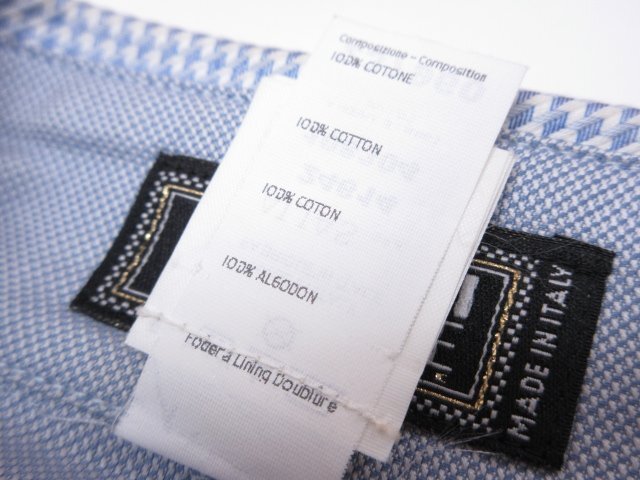 Composizione - Composition
100% COTONE
100% COTTON
100% COTON
100% ALGODON
Fodera Lining Doublure
MADE IN ITALY